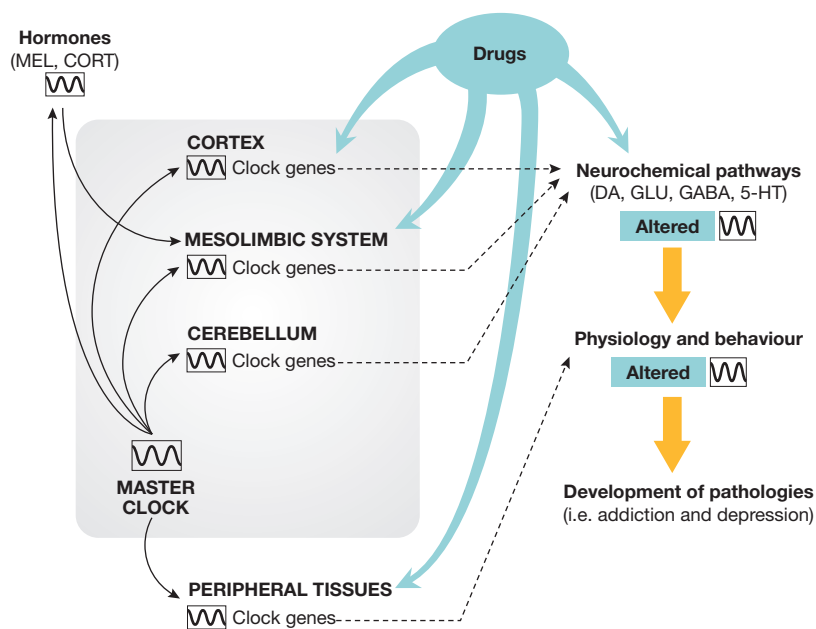 Hormones
(MEL, CORT)
Drugs
CORTEX
Clock genes
Neurochemical pathways
(DA, GLU, GABA, 5-HT)
Altered
MESOLIMBIC SYSTEM
Clock genes
CEREBELLUM
Clock genes
Physiology and behaviour
Altered
MASTER
CLOCK
Development of pathologies
(i.e. addiction and depression)
PERIPHERAL TISSUES
Clock genes